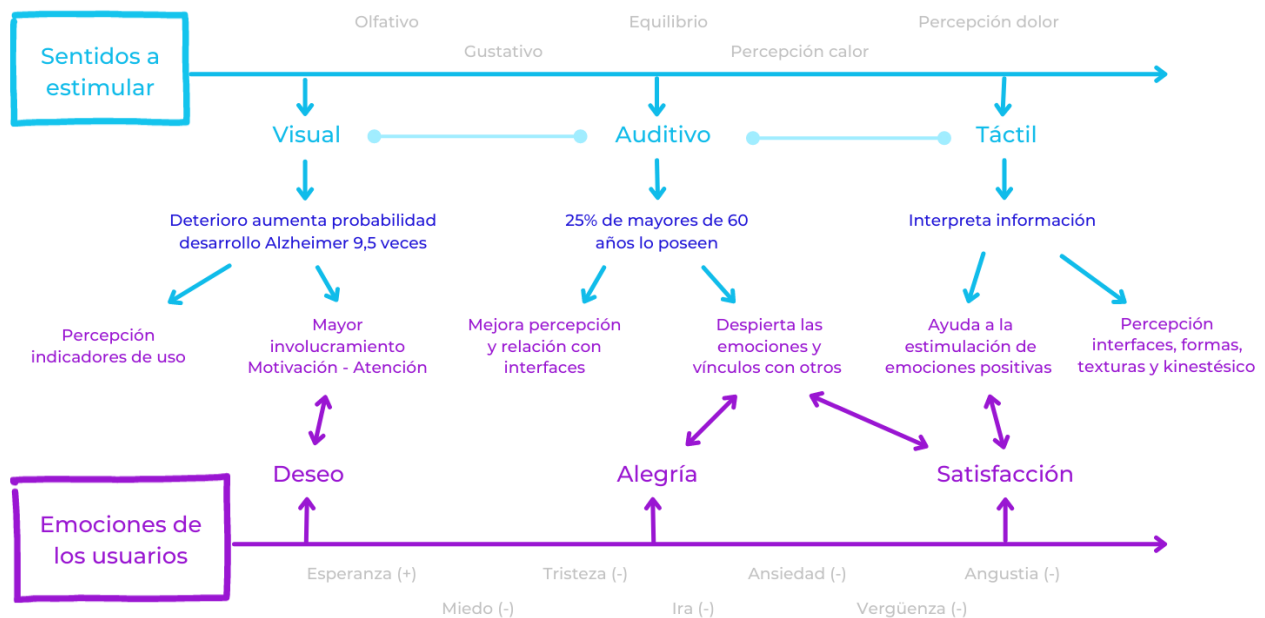 Olfativo
Equilibrio
Percepción dolor
Gustativo
Percepción calor
Sentidos a
estimular
Visual
Auditivo
Táctil
Deterioro aumenta probabilidad
desarrollo Alzheimer 9,5 veces
25% de mayores de 60
años lo poseen
Interpreta información
Percepción
indicadores de uso
Mayor
involucramiento
Motivación - Atención
Mejora percepción
y relación con
interfaces
Despierta las
emociones y
vínculos con otros
Ayuda a la
estimulación de
emociones positivas
Percepción
interfaces, formas,
texturas y kinestésico
Deseo
Alegría
Satisfacción
Emociones de
los usuarios
Esperanza (+)
Tristeza (-)
Ansiedad (-)
Angustia (-)
Miedo (-)
Ira (-)
Vergüenza (-)